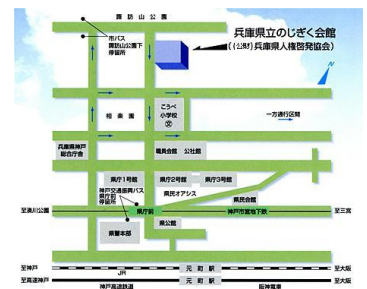 諏訪山公園
市バス
諏訪山公園下
停留所
兵庫県立のじぎく会館
((公財)兵庫県人権啓発協会)
相楽園
こうべ
小学校
文
一方通行区間
兵庫県神戸
総合庁舎
職員会館 公社館
県庁1号館
県庁2号館
県庁3号館
神戸交通振興バス
県庁前
停留所
県民オアシス
県民会館
至湊川公園
県庁前
神戸市営地下鉄
至三宮
県公館
県警本部
至神戸
JR
元町駅
至大阪
至高速神戸
神戸高速鉄道
元町駅
阪神電車
至大阪